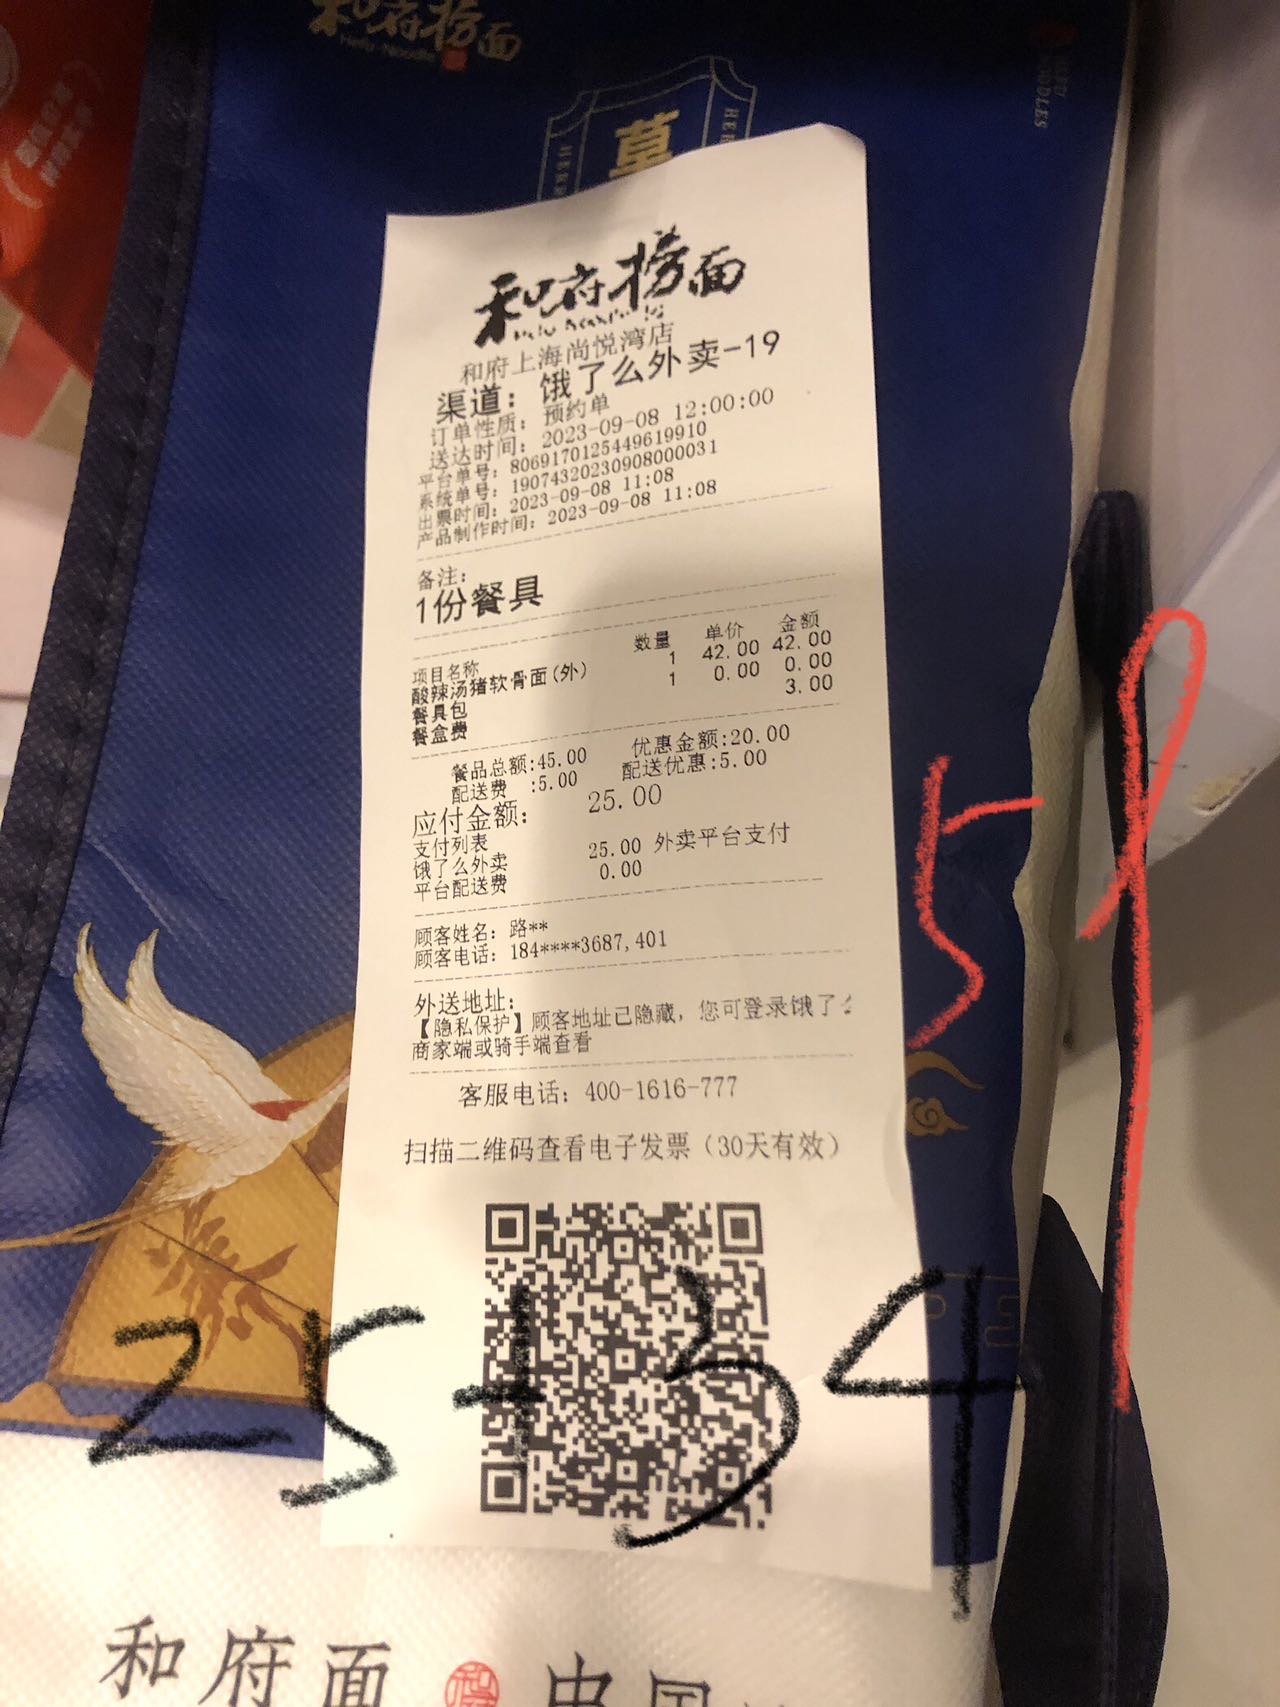 和府捞面
Hefu Noodle
和府捞面
和府上海尚悦湾店
渠道：饿了么外卖-19
订单性质：预约单
送达时间：2023-09-08 12:00:00
平台单号：8069170125449619910
系统单号：19074320230908000031
出票时间：2023-09-08 11:08
产品制作时间：2023-09-08 11:08
备注：
1份餐具
项目名称 数量 单价 金额
酸辣汤猪软骨面(外) 1 42.00 42.00
餐具包 1 0.00 0.00
餐盒费 3.00
餐品总额:45.00 优惠金额:20.00
配送费 :5.00 配送优惠:5.00
应付金额： 25.00
支付列表
饿了么外卖 25.00 外卖平台支付
平台配送费 0.00
顾客姓名：路**
顾客电话：184****3687,401
外送地址：
【隐私保护】顾客地址已隐藏，您可登录饿了
商家端或骑手端查看
客服电话：400-1616-777
扫描二维码查看电子发票（30天有效）
59
25+34
和府面
中国